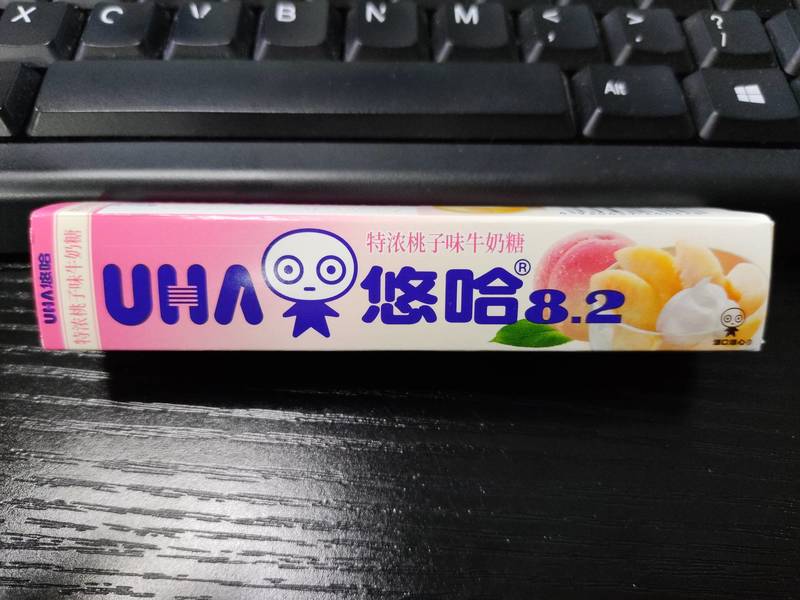 X C V B N M < , > . ? /
Alt
UHA悠哈
特浓桃子味牛奶糖
特浓桃子味牛奶糖
UHA 悠哈® 8.2